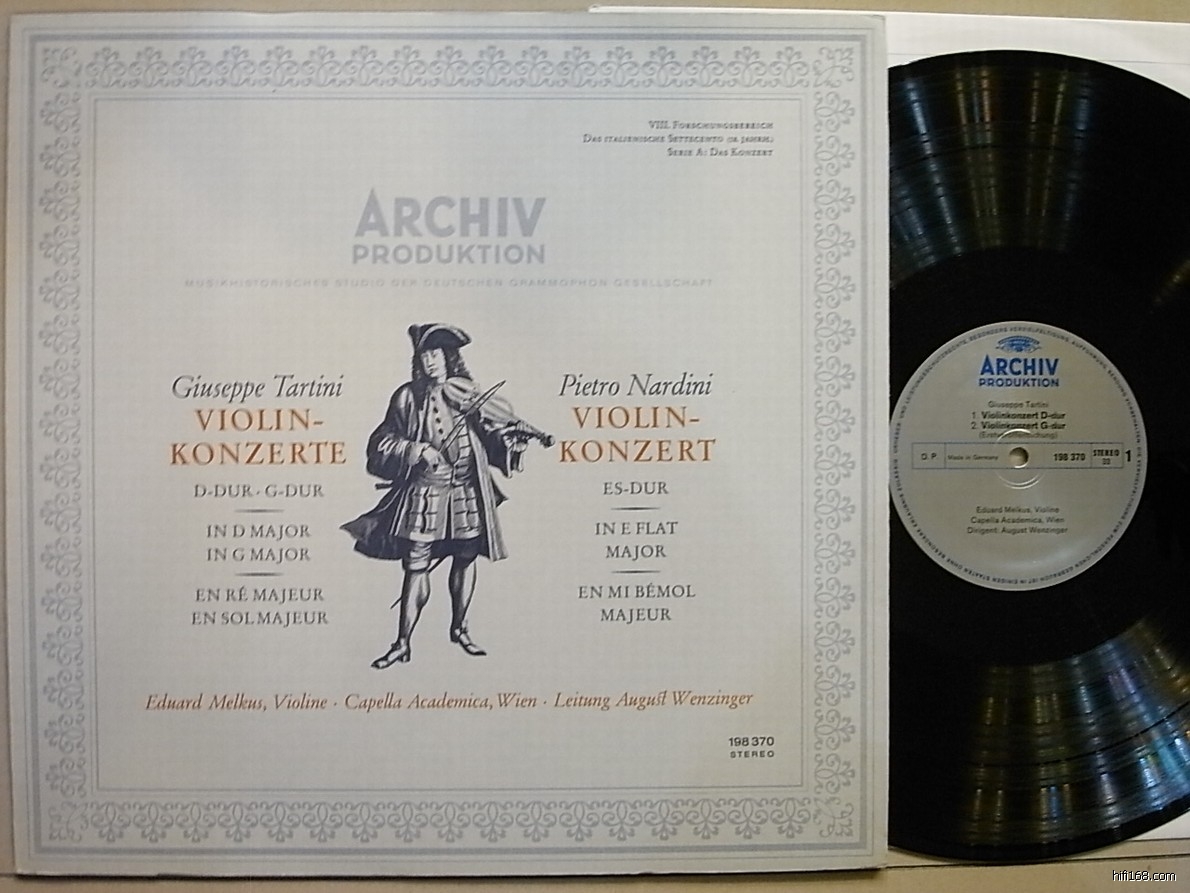 VIII. Forschungsbereich
Das italienische Settecento (18. Jahrh.)
Serie A: Das Konzert
ARCHIV
PRODUKTION
MUSIKHISTORISCHES STUDIO DER DEUTSCHEN GRAMMOPHON GESELLSCHAFT
Giuseppe Tartini
VIOLIN-
KONZERTE
D-DUR · G-DUR
IN D MAJOR
IN G MAJOR
EN RÉ MAJEUR
EN SOL MAJEUR
Pietro Nardini
VIOLIN-
KONZERT
ES-DUR
IN E FLAT
MAJOR
EN MI BÉMOL
MAJEUR
Eduard Melkus, Violine · Capella Academica, Wien · Leitung August Wenzinger
198 370
STEREO
ARCHIV
PRODUKTION
Giuseppe Tartini
1. Violinkonzert D-dur
2. Violinkonzert G-dur
(Erstveröffentlichung)
D.P. Made in Germany 198 370 STEREO 33 1
Eduard Melkus, Violine
Capella Academica, Wien
Dirigent: August Wenzinger
hifi168.com